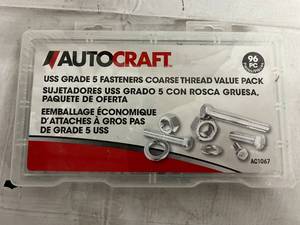 AUTOCRAFT
96
PC
USS GRADE 5 FASTENERS COARSE THREAD VALUE PACK
SUJETADORES USS GRADO 5 CON ROSCA GRUESA,
PAQUETE DE OFERTA
EEMBALLAGE ÉCONOMIQUE
D'ATTACHES À GROS PAS
DE GRADE 5 USS
AC1067